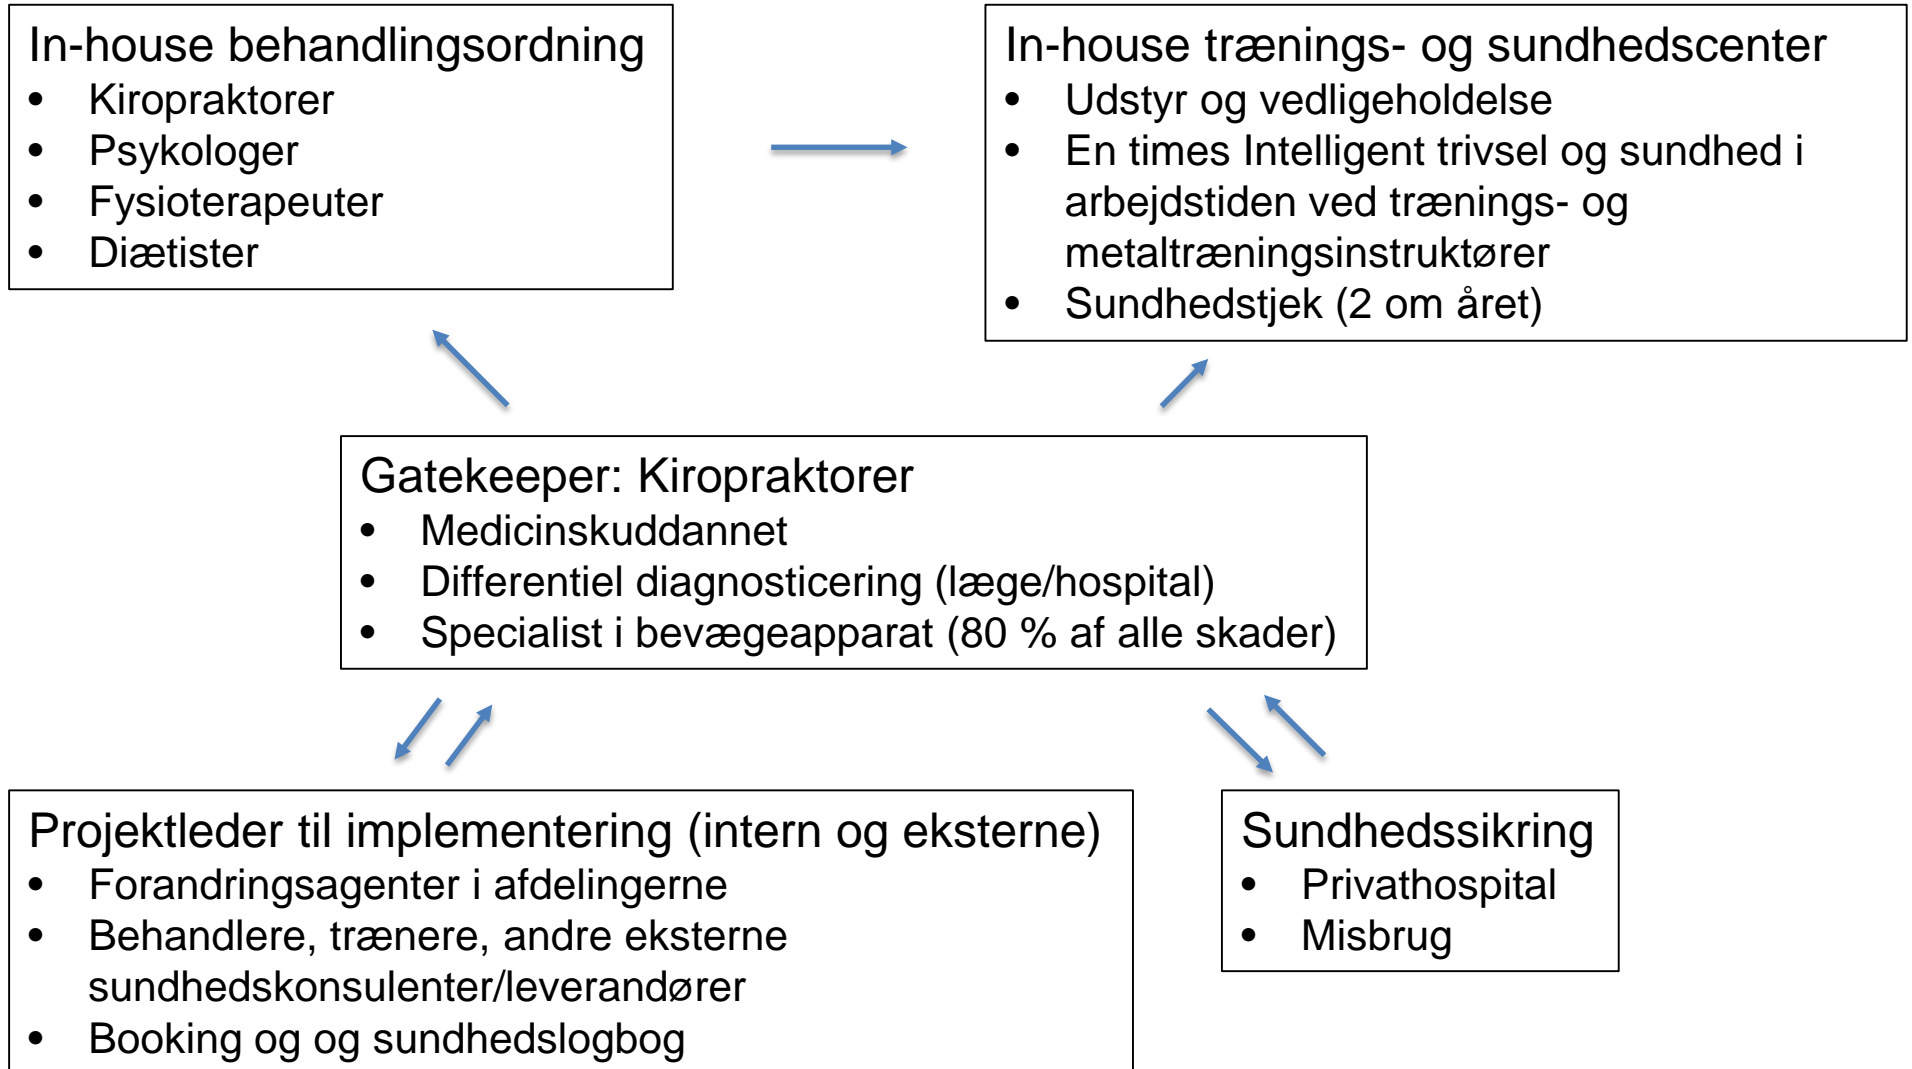 In-house behandlingsordning
• Kiropraktorer
• Psykologer
• Fysioterapeuter
• Diætister
In-house trænings- og sundhedscenter
• Udstyr og vedligeholdelse
• En times Intelligent trivsel og sundhed i
arbejdstiden ved trænings- og
metaltræningsinstruktører
• Sundhedstjek (2 om året)
Gatekeeper: Kiropraktorer
• Medicinskuddannet
• Differentiel diagnosticering (læge/hospital)
• Specialist i bevægeapparat (80 % af alle skader)
Projektleder til implementering (intern og eksterne)
• Forandringsagenter i afdelingerne
• Behandlere, trænere, andre eksterne
sundhedskonsulenter/leverandører
• Booking og og sundhedslogbog
Sundhedssikring
• Privathospital
• Misbrug